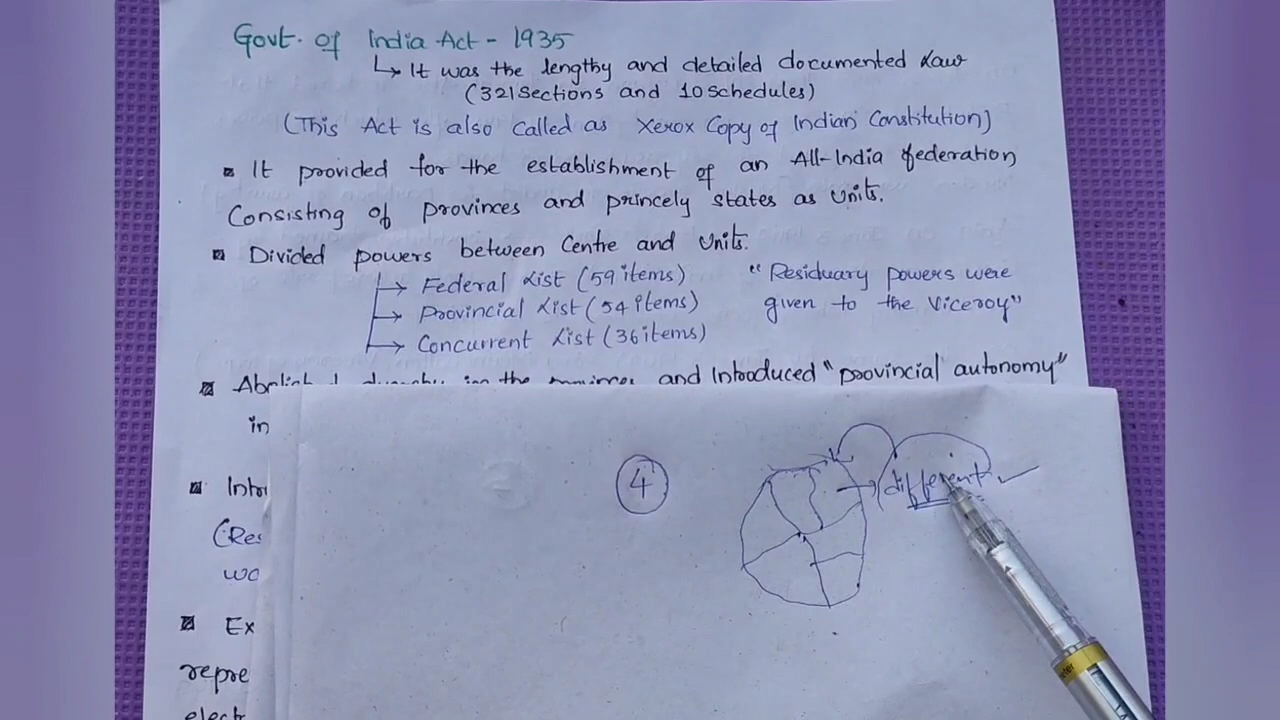 Govt. of India Act - 1935
↳ It was the lengthy and detailed documented Law
(321 Sections and 10 Schedules)
(This Act is also called as Xerox Copy of Indian Constitution)
▪ It provided for the establishment of an All-India federation
Consisting of provinces and princely states as Units.
▪ Divided powers between Centre and Units.
→ Federal List (59 items) "Residuary powers were
→ Provincial List (54 items) given to the Viceroy"
→ Concurrent List (36 items)
and Introduced "provincial autonomy"
in
4
different
Ex
repre